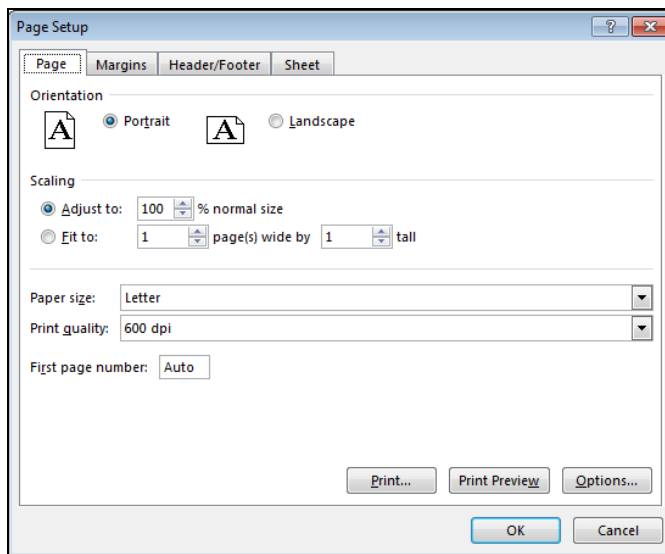 Page Setup
Page Margins Header/Footer Sheet
Orientation
A Portrait A Landscape
Scaling
Adjust to: 100 % normal size
Fit to: 1 page(s) wide by 1 tall
Paper size: Letter
Print quality: 600 dpi
First page number: Auto
Print... Print Preview Options...
OK Cancel